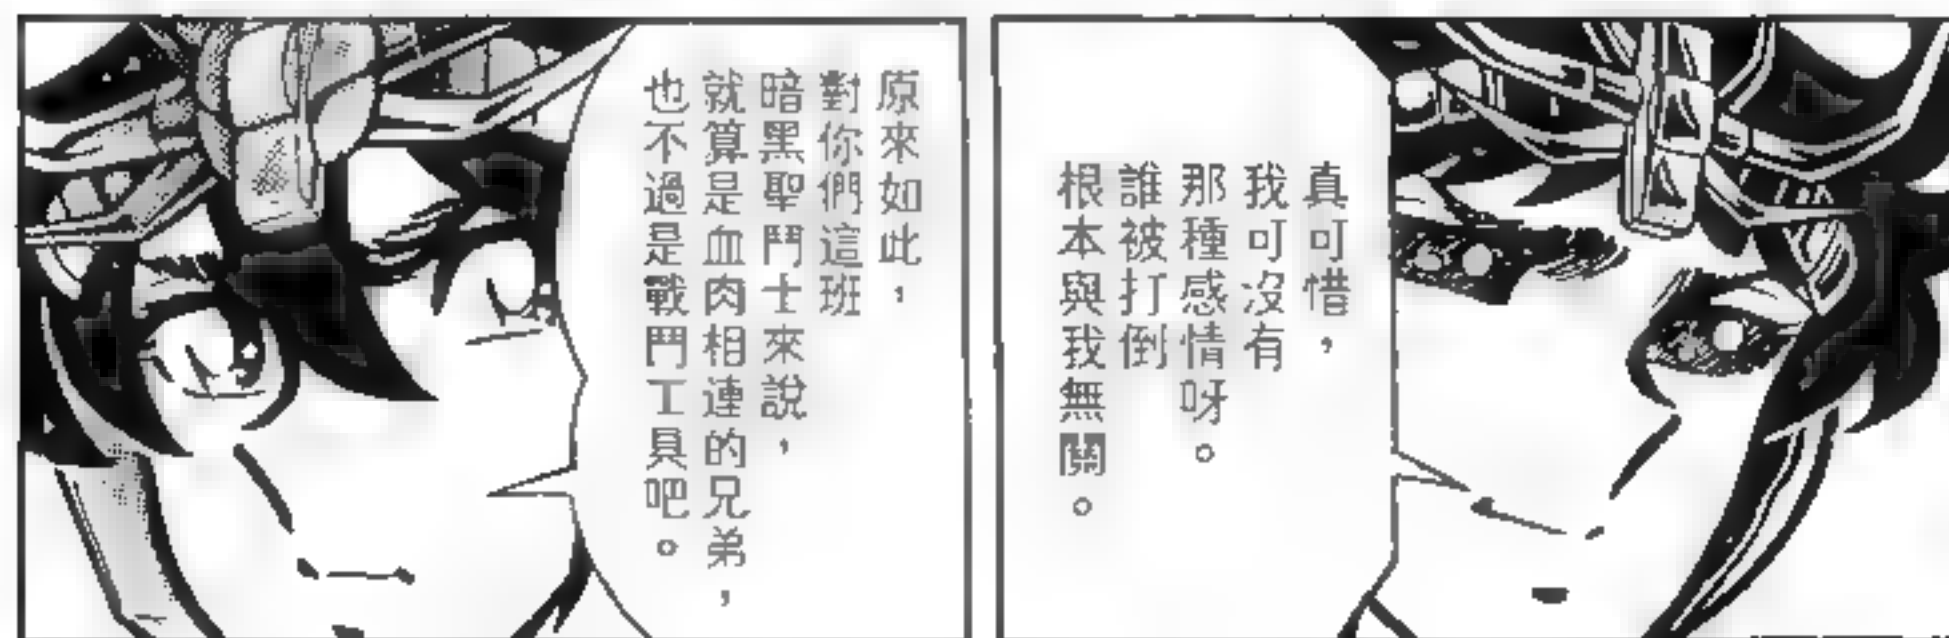 真可惜，
我可沒有
那種感情呀。
誰被打倒
根本與我無關。
原來如此，
對你們這班
暗黑聖鬥士來說，
就算是血肉相連的兄弟，
也不過是戰鬥工具吧。